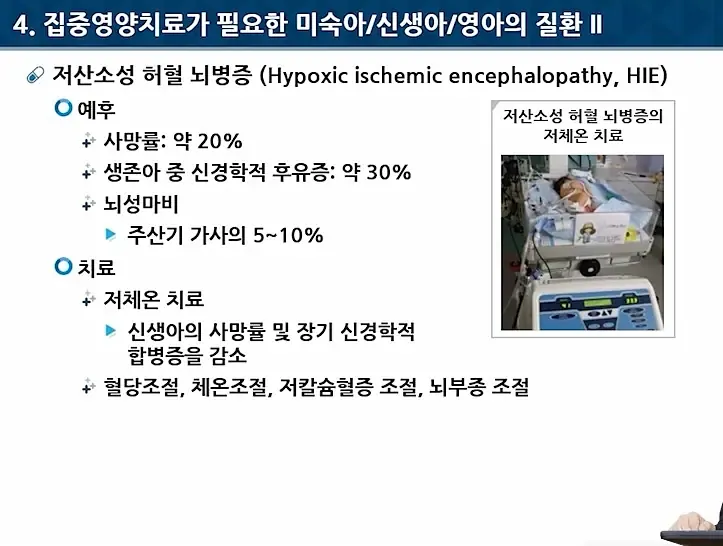 4. 집중영양치료가 필요한 미숙아/신생아/영아의 질환 II
저산소성 허혈 뇌병증 (Hypoxic ischemic encephalopathy, HIE)
예후
사망률: 약 20%
생존아 중 신경학적 후유증: 약 30%
뇌성마비
주산기 가사의 5~10%
치료
저체온 치료
신생아의 사망률 및 장기 신경학적
합병증을 감소
혈당조절, 체온조절, 저칼슘혈증 조절, 뇌부종 조절
저산소성 허혈 뇌병증의
저체온 치료